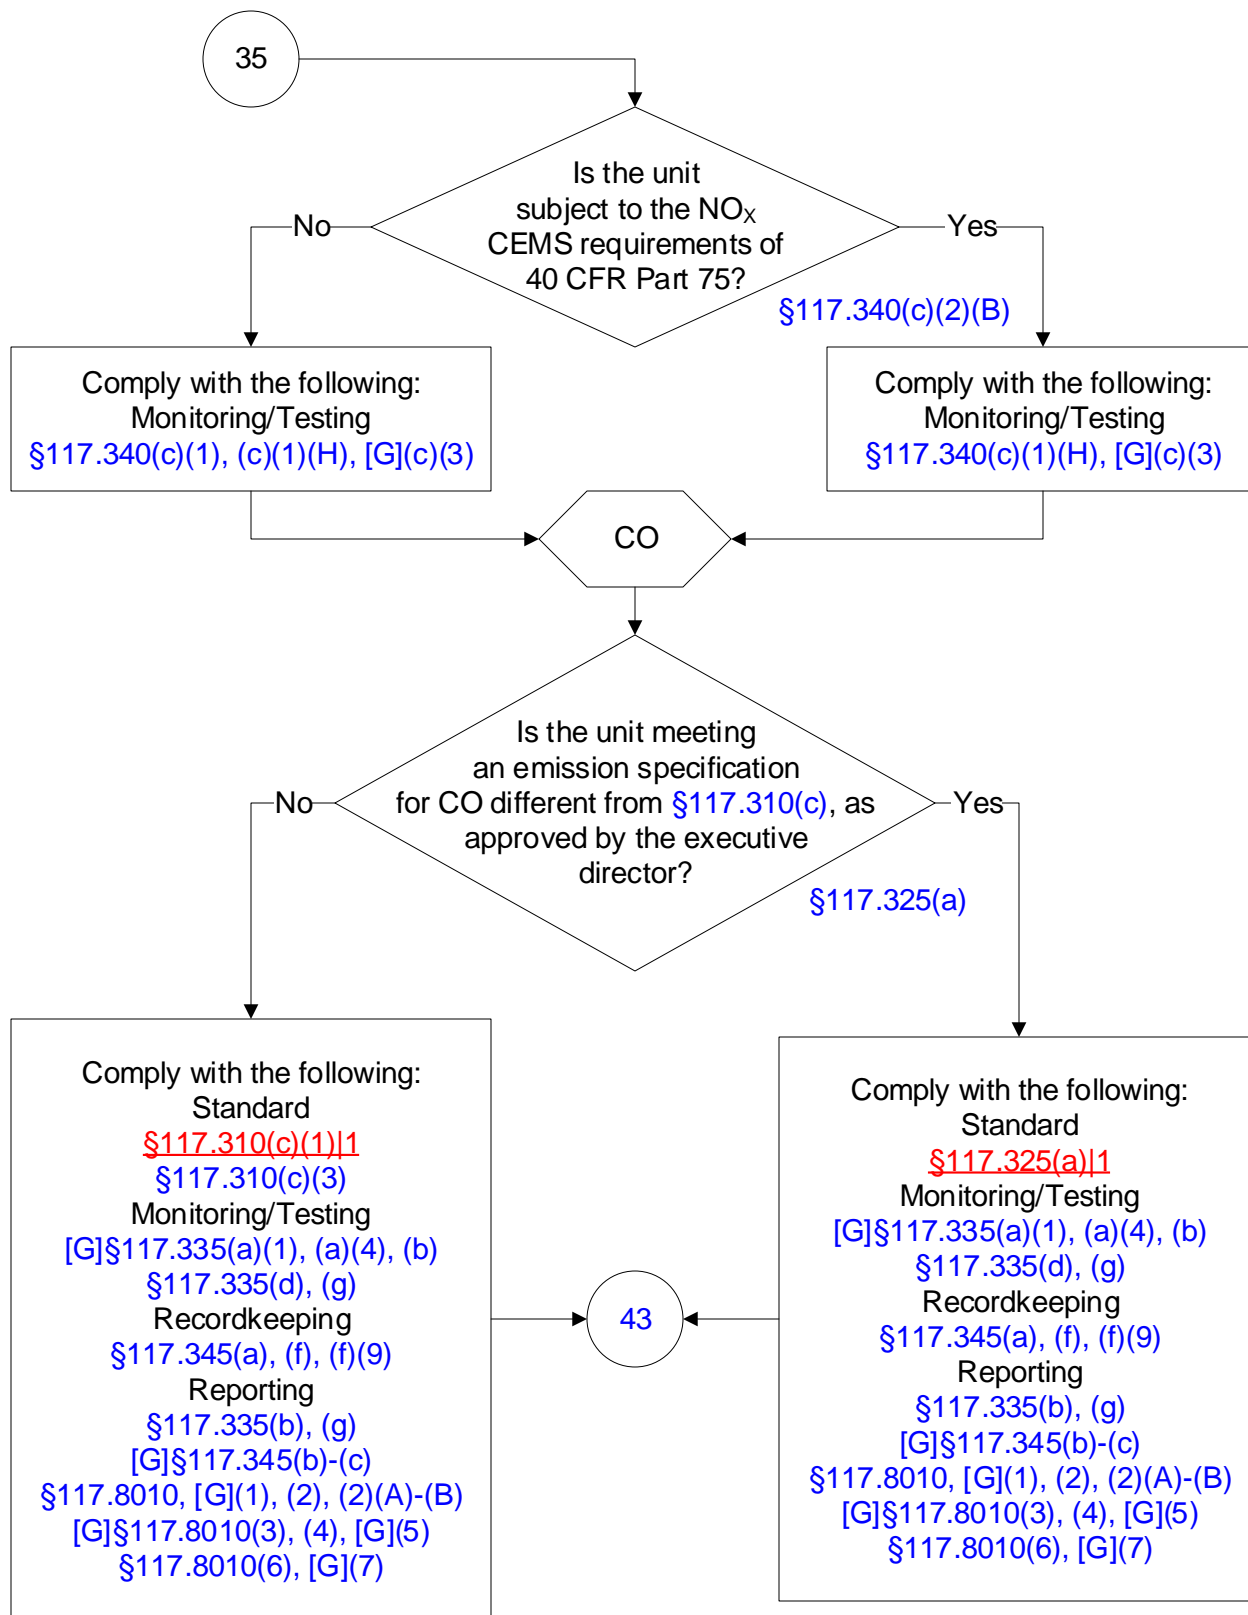 35
Is the unit
subject to the NOX
CEMS requirements of
40 CFR Part 75?
No
Yes
§117.340(c)(2)(B)
Comply with the following:
Monitoring/Testing
§117.340(c)(1), (c)(1)(H), [G](c)(3)
Comply with the following:
Monitoring/Testing
§117.340(c)(1)(H), [G](c)(3)
CO
Is the unit meeting
an emission specification
for CO different from §117.310(c), as
approved by the executive
director?
No
Yes
§117.325(a)
Comply with the following:
Standard
§117.310(c)(1)|1
§117.310(c)(3)
Monitoring/Testing
[G]§117.335(a)(1), (a)(4), (b)
§117.335(d), (g)
Recordkeeping
§117.345(a), (f), (f)(9)
Reporting
§117.335(b), (g)
[G]§117.345(b)-(c)
§117.8010, [G](1), (2), (2)(A)-(B)
[G]§117.8010(3), (4), [G](5)
§117.8010(6), [G](7)
43
Comply with the following:
Standard
§117.325(a)|1
Monitoring/Testing
[G]§117.335(a)(1), (a)(4), (b)
§117.335(d), (g)
Recordkeeping
§117.345(a), (f), (f)(9)
Reporting
§117.335(b), (g)
[G]§117.345(b)-(c)
§117.8010, [G](1), (2), (2)(A)-(B)
[G]§117.8010(3), (4), [G](5)
§117.8010(6), [G](7)